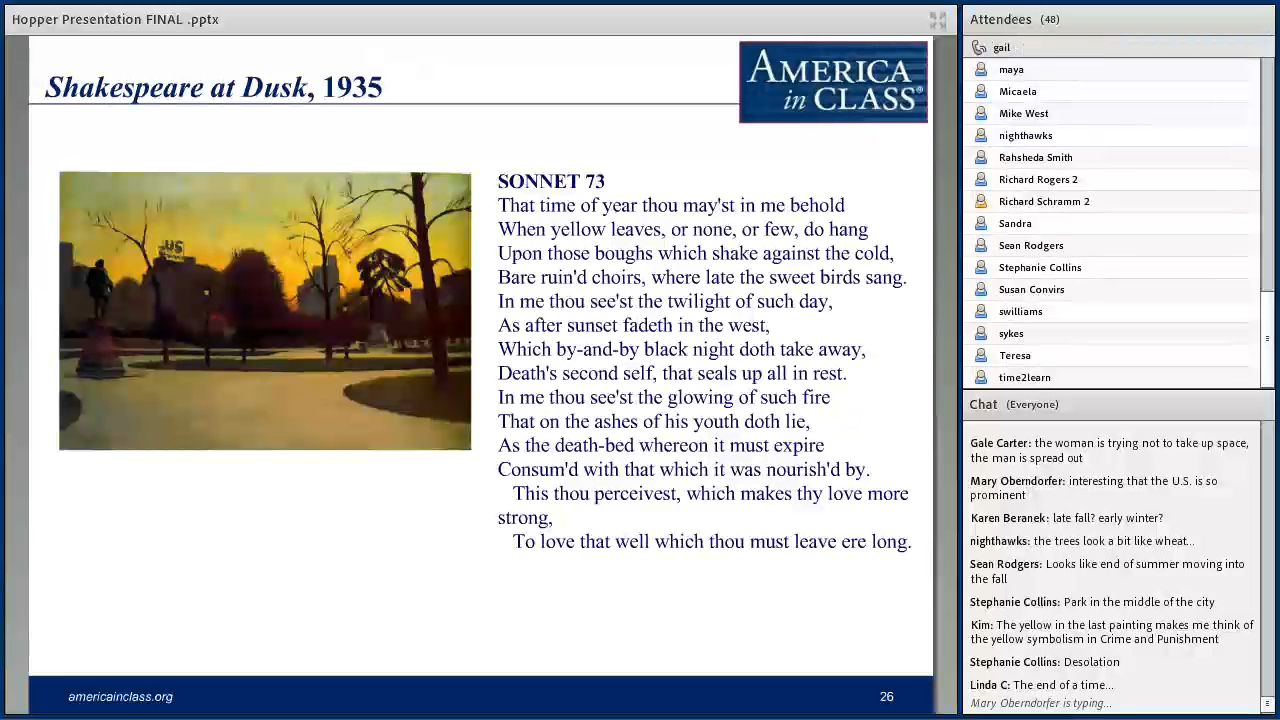 Hopper Presentation FINAL .pptx
Shakespeare at Dusk, 1935
AMERICA
in CLASS®
US
SONNET 73
That time of year thou may'st in me behold
When yellow leaves, or none, or few, do hang
Upon those boughs which shake against the cold,
Bare ruin'd choirs, where late the sweet birds sang.
In me thou see'st the twilight of such day,
As after sunset fadeth in the west,
Which by-and-by black night doth take away,
Death's second self, that seals up all in rest.
In me thou see'st the glowing of such fire
That on the ashes of his youth doth lie,
As the death-bed whereon it must expire
Consum'd with that which it was nourish'd by.
This thou perceivest, which makes thy love more
strong,
To love that well which thou must leave ere long.
americainclass.org
26
Attendees (48)
gail
maya
Micaela
Mike West
nighthawks
Rahsheda Smith
Richard Rogers 2
Richard Schramm 2
Sandra
Sean Rodgers
Stephanie Collins
Susan Convirs
swilliams
sykes
Teresa
time2learn
Chat (Everyone)
Gale Carter: the woman is trying not to take up space,
the man is spread out
Mary Oberndorfer: interesting that the U.S. is so
prominent
Karen Beranek: late fall? early winter?
nighthawks: the trees look a bit like wheat...
Sean Rodgers: Looks like end of summer moving into
the fall
Stephanie Collins: Park in the middle of the city
Kim: The yellow in the last painting makes me think of
the yellow symbolism in Crime and Punishment
Stephanie Collins: Desolation
Linda C: The end of a time...
Mary Oberndorfer is typing...